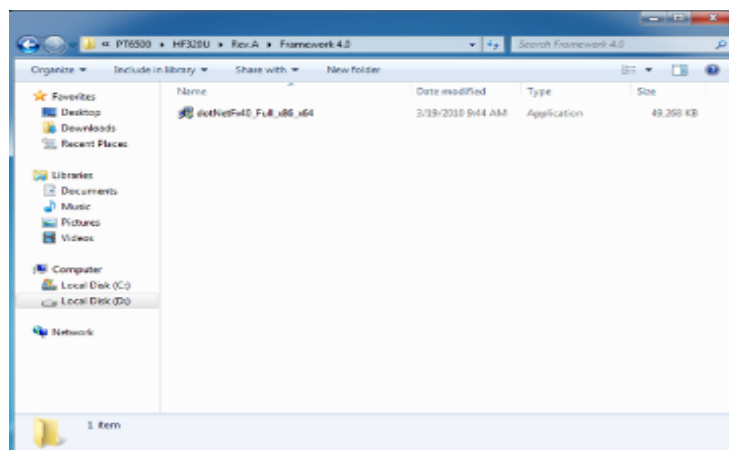 « PT6500 ▸ HF320U ▸ Rev.A ▸ Framework 4.0
Search Framework 4.0
Organize Include in library Share with New folder
Favorites
Desktop
Downloads
Recent Places
Libraries
Documents
Music
Pictures
Videos
Computer
Local Disk (C:)
Local Disk (D:)
Network
Name Date modified Type Size
dotNetFx40_Full_x86_x64 3/19/2010 9:44 AM Application 49,268 KB
1 item